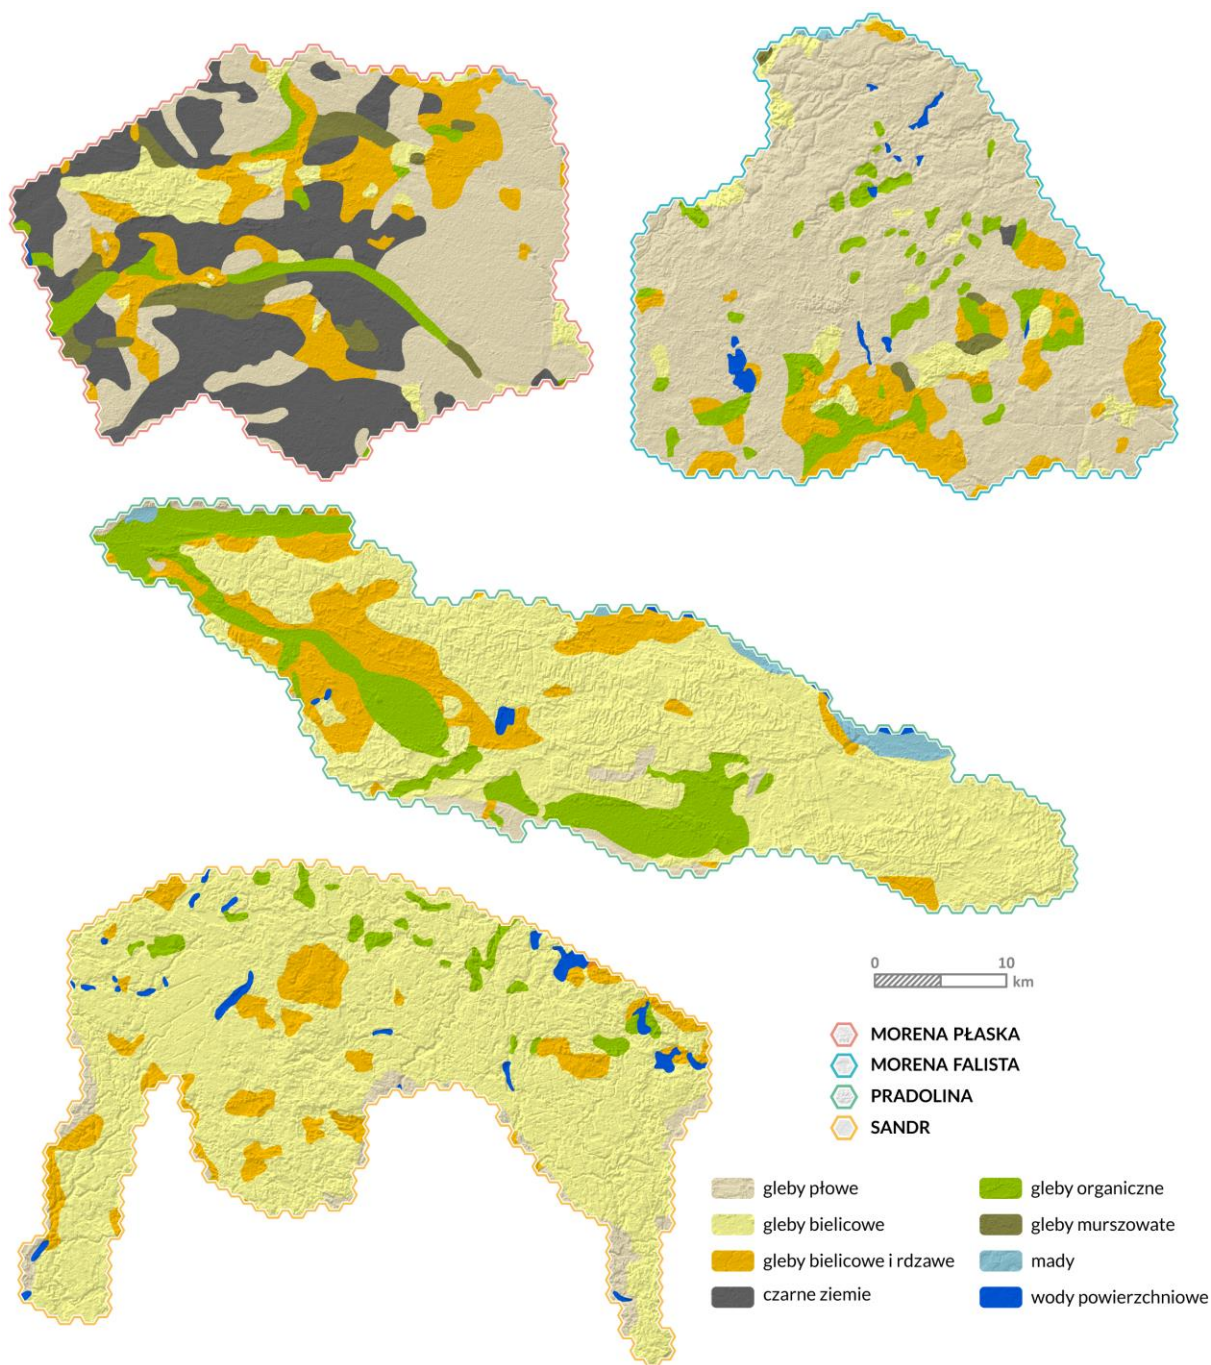 0 10
km
MORENA PŁASKA
MORENA FALISTA
PRADOLINA
SANDR
gleby płowe
gleby bielicowe
gleby bielicowe i rdzawe
czarne ziemie
gleby organiczne
gleby murszowate
mady
wody powierzchniowe